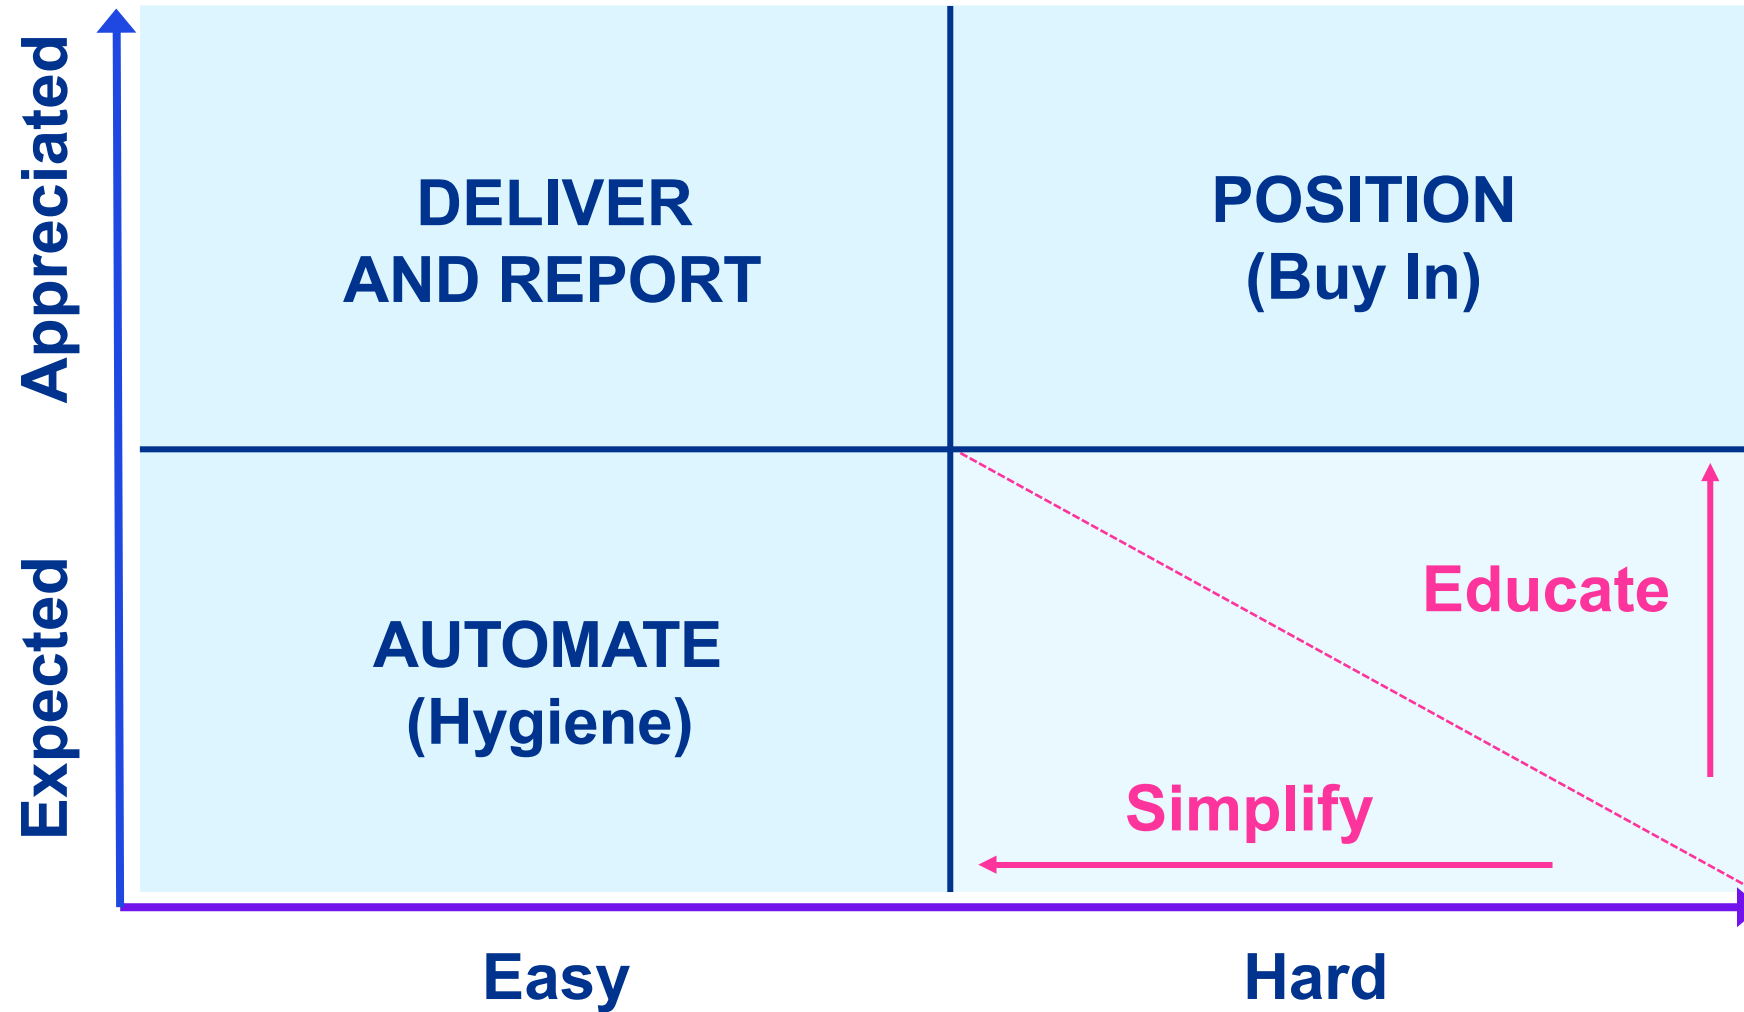 Appreciated
DELIVER
AND REPORT
POSITION
(Buy In)
Expected
AUTOMATE
(Hygiene)
Educate
Simplify
Easy
Hard